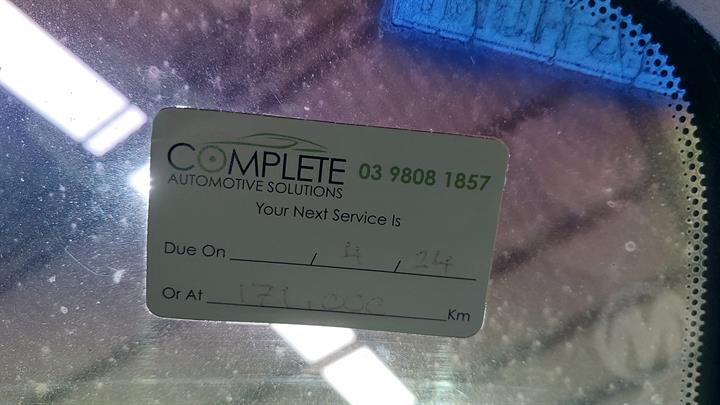 COMPLETE
AUTOMOTIVE SOLUTIONS
03 9808 1857
Your Next Service Is
Due On / 4 / 24
Or At 171,000 Km